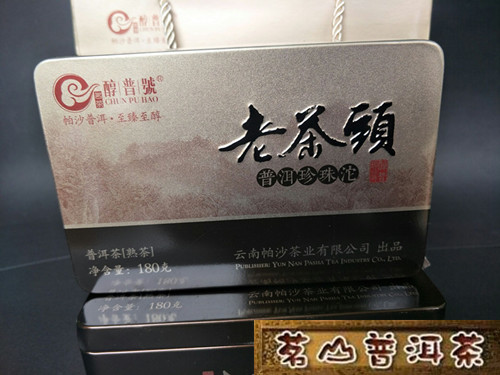 醇普號®
CHUN PU HAO
帕沙普洱·至臻至醇
老茶頭
普洱珍珠沱
普洱茶[熟茶]
净含量：180克
云南帕沙茶业有限公司 出品
PUBLISHER: YUN NAN PASHA TEA INDUSTRY CO., LTD.
净含量：180克
茗山普洱茶